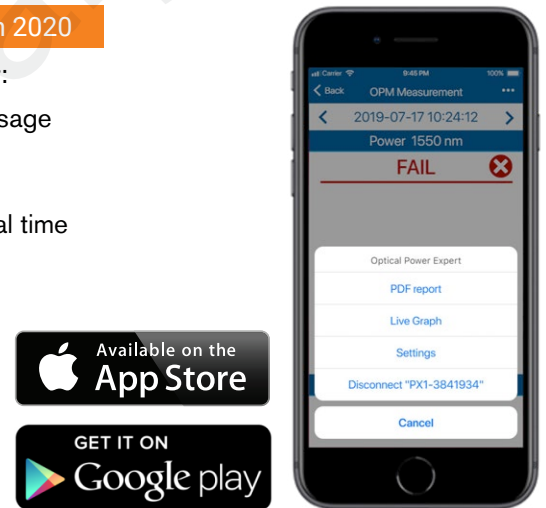 n 2020
:
sage
al time
Available on the
App Store
GET IT ON
Google play
Carrier 9:45 PM 100%
Back OPM Measurement •••
2019-07-17 10:24:12
Power 1550 nm
FAIL
Optical Power Expert
PDF report
Live Graph
Settings
Disconnect "PX1-3841934"
Cancel